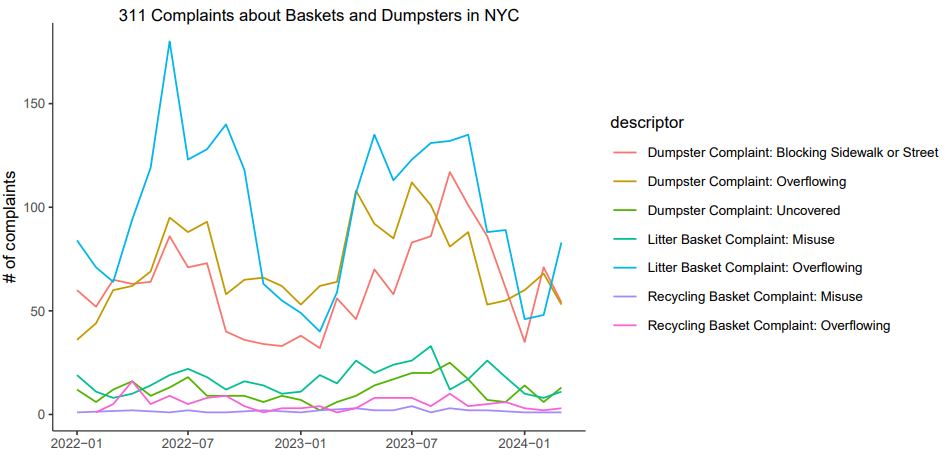 311 Complaints about Baskets and Dumpsters in NYC
# of complaints
150
100
50
0
2022−01
2022−07
2023−01
2023−07
2024−01
descriptor
Dumpster Complaint: Blocking Sidewalk or Street
Dumpster Complaint: Overflowing
Dumpster Complaint: Uncovered
Litter Basket Complaint: Misuse
Litter Basket Complaint: Overflowing
Recycling Basket Complaint: Misuse
Recycling Basket Complaint: Overflowing